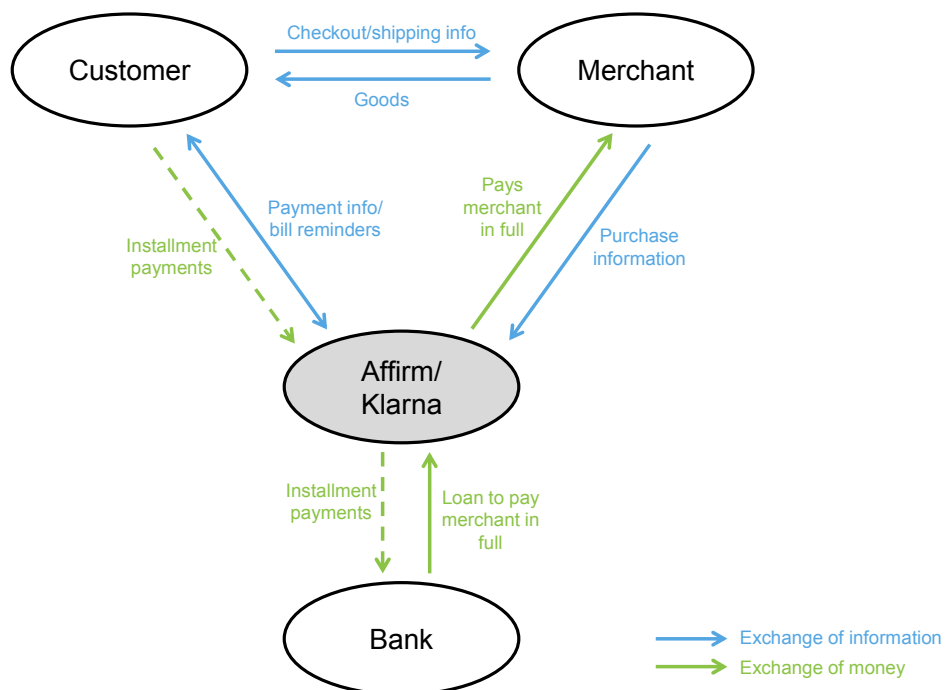 Checkout/shipping info
Customer
Merchant
Goods
Payment info/
bill reminders
Pays
merchant
in full
Installment
payments
Purchase
information
Affirm/
Klarna
Installment
payments
Loan to pay
merchant in
full
Bank
Exchange of information
Exchange of money